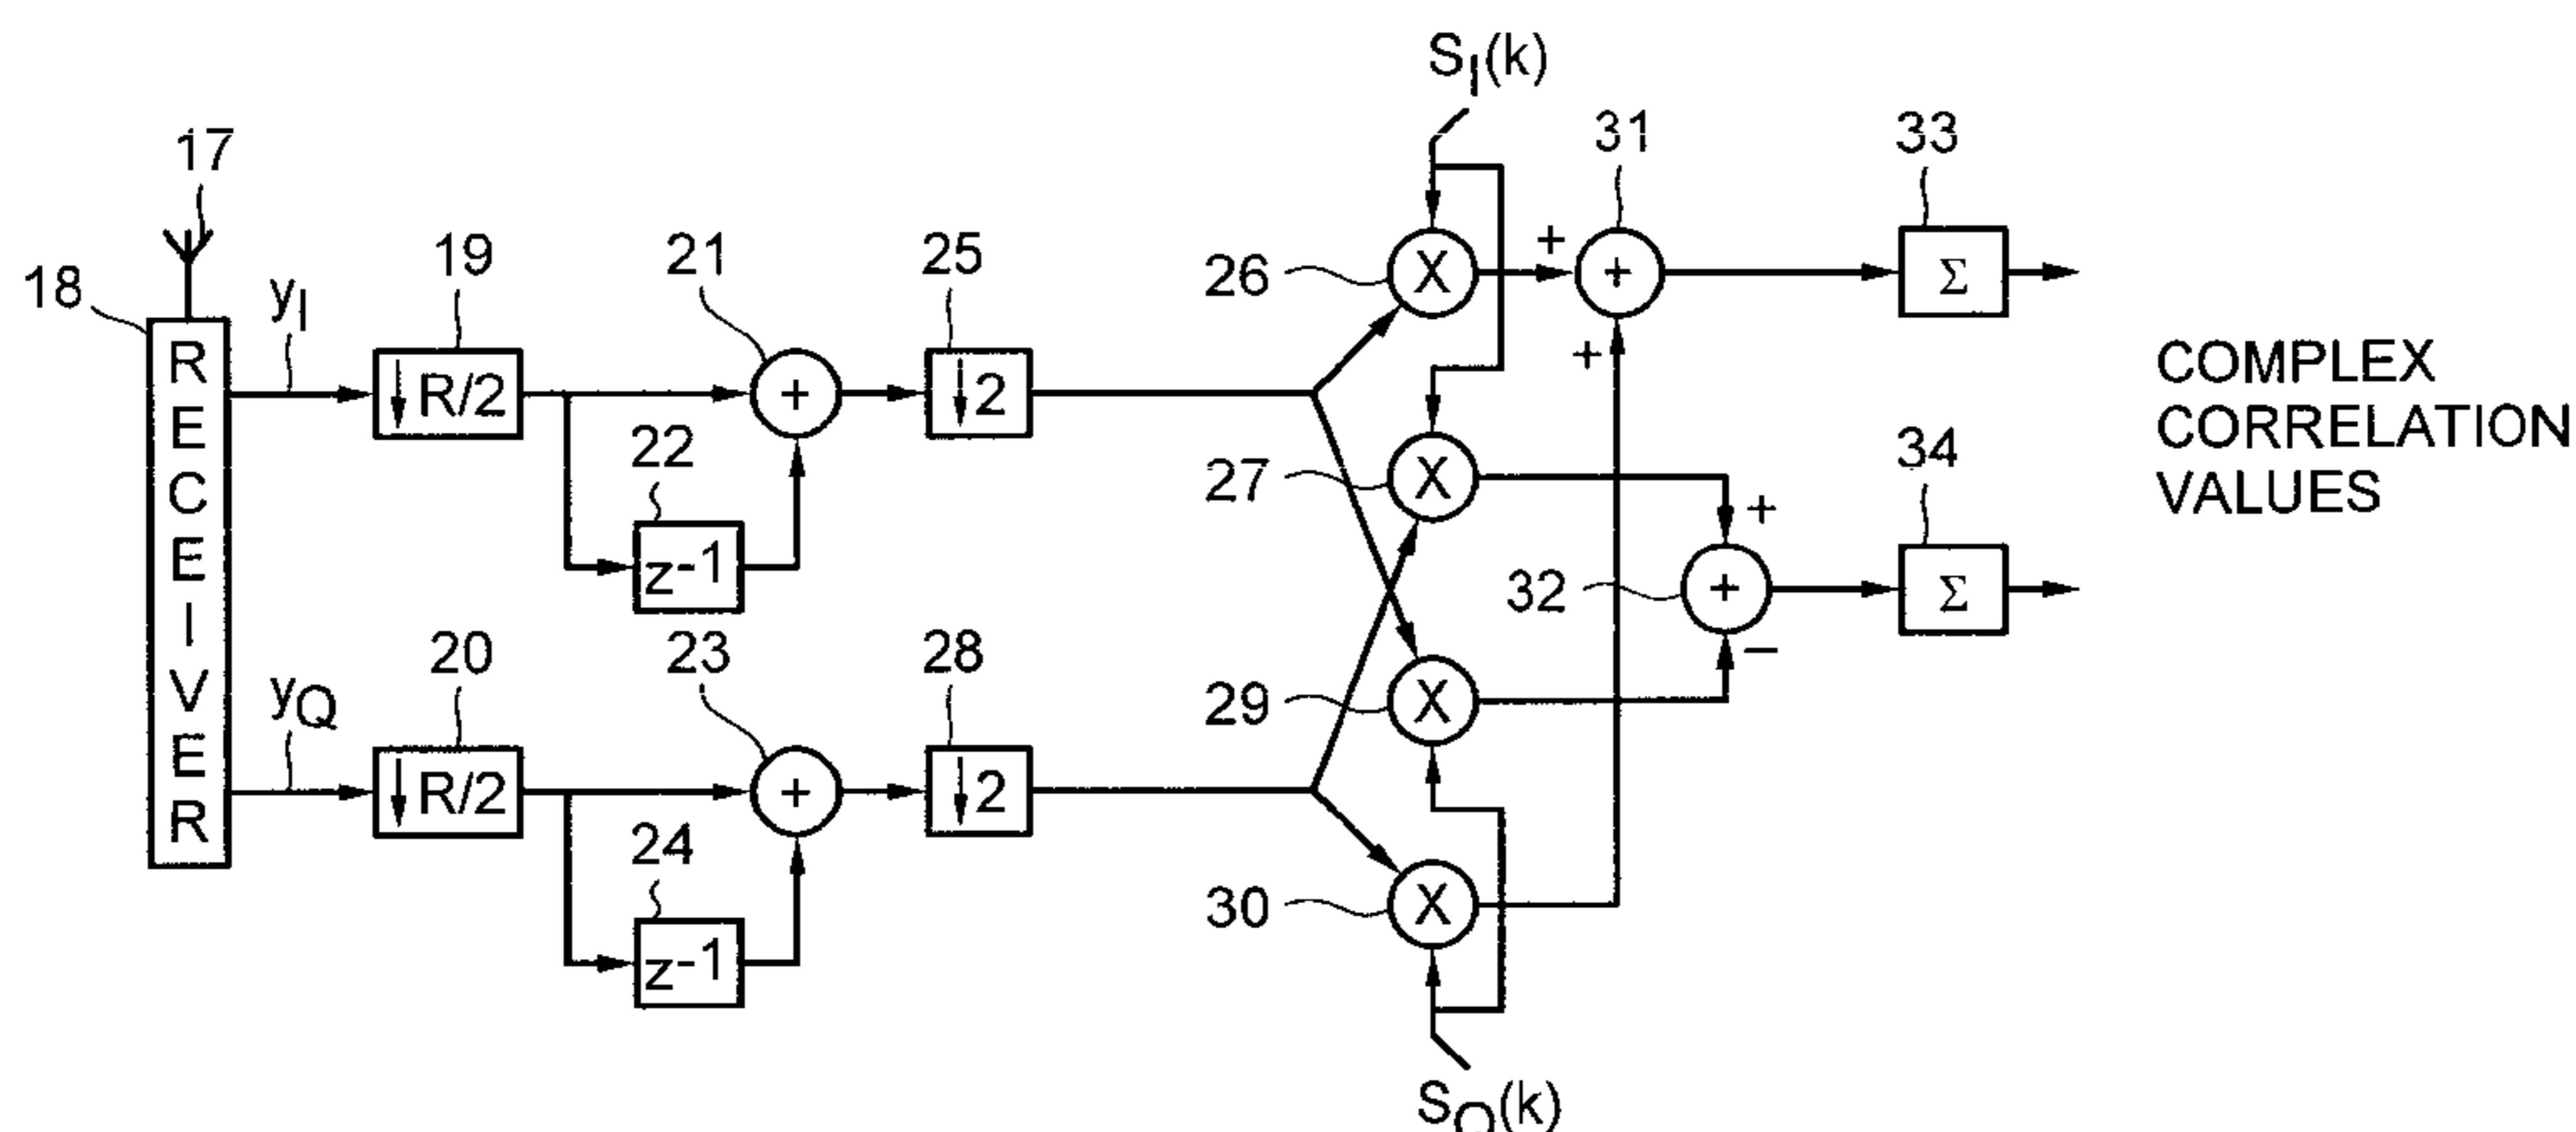 S_I(k)
17
31
33
18
y_I
19
21
25
26
+
+
Σ
RECEIVER
↓R/2
+
↓2
X
+
COMPLEX
CORRELATION
VALUES
22
27
X
34
z-1
+
32
+
Σ
y_Q
20
23
28
29
X
−
↓R/2
+
↓2
24
30
X
z-1
S_Q(k)